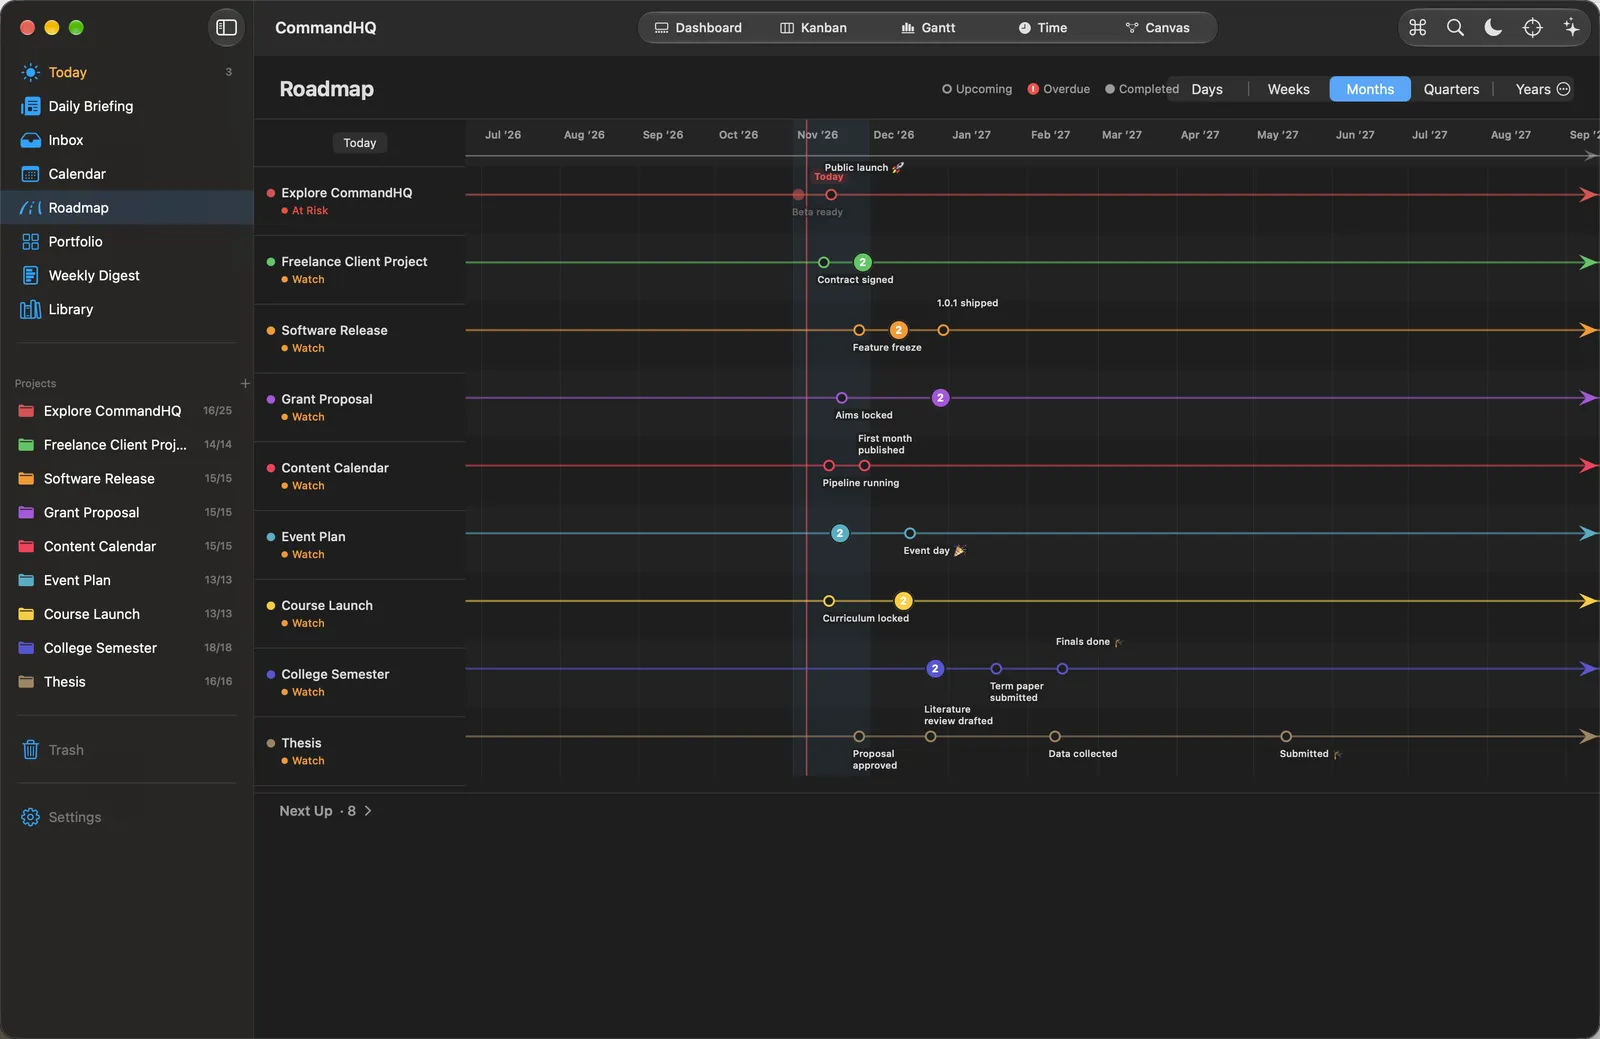 CommandHQ
Dashboard
Kanban
Gantt
Time
Canvas
Today 3
Daily Briefing
Inbox
Calendar
Roadmap
Portfolio
Weekly Digest
Library
Projects
Explore CommandHQ 16/25
Freelance Client Proj... 14/14
Software Release 15/15
Grant Proposal 15/15
Content Calendar 15/15
Event Plan 13/13
Course Launch 13/13
College Semester 18/18
Thesis 16/16
Trash
Settings
Roadmap
Upcoming
Overdue
Completed
Days
Weeks
Months
Quarters
Years
Today
Jul '26 Aug '26 Sep '26 Oct '26 Nov '26 Dec '26 Jan '27 Feb '27 Mar '27 Apr '27 May '27 Jun '27 Jul '27 Aug '27 Sep '2
Public launch 🚀
Today
Explore CommandHQ
At Risk
Beta ready
Freelance Client Project
Watch
2
Contract signed
1.0.1 shipped
Software Release
Watch
2
Feature freeze
Grant Proposal
Watch
2
Aims locked
First month
published
Content Calendar
Watch
Pipeline running
Event Plan
Watch
2
Event day 🎉
Course Launch
Watch
2
Curriculum locked
Finals done 🎓
College Semester
Watch
2
Term paper
submitted
Literature
review drafted
Thesis
Watch
Proposal
approved
Data collected
Submitted 🎓
Next Up · 8